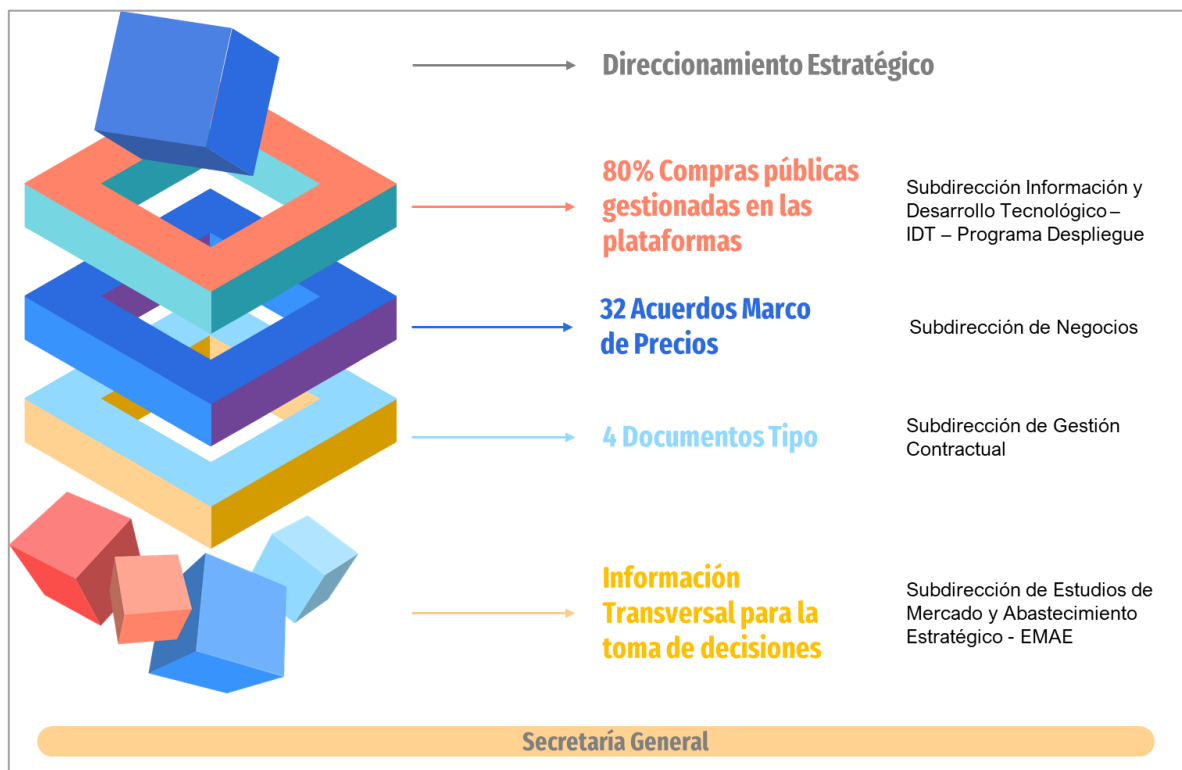 Direccionamiento Estratégico
80% Compras públicas
gestionadas en las
plataformas
Subdirección Información y
Desarrollo Tecnológico –
IDT – Programa Despliegue
32 Acuerdos Marco
de Precios
Subdirección de Negocios
4 Documentos Tipo
Subdirección de Gestión
Contractual
Información
Transversal para la
toma de decisiones
Subdirección de Estudios de
Mercado y Abastecimiento
Estratégico - EMAE
Secretaría General